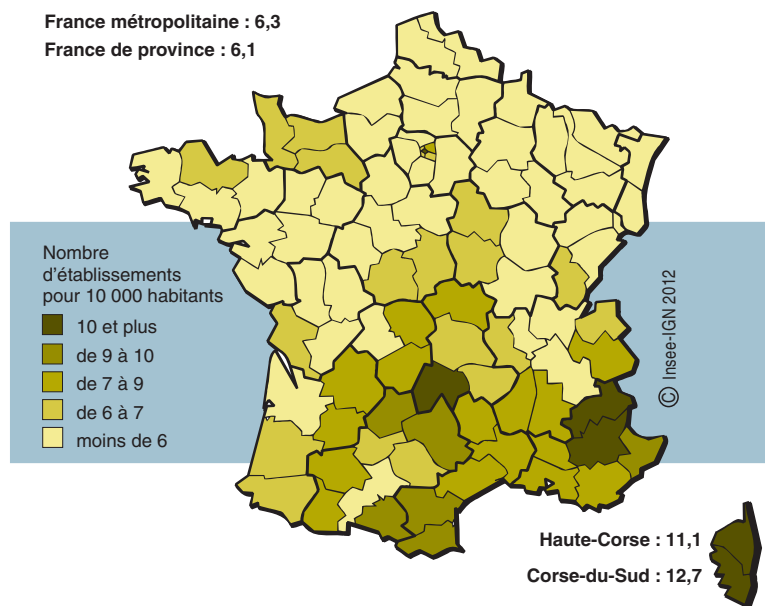 France métropolitaine : 6,3
France de province : 6,1
Nombre
d'établissements
pour 10 000 habitants
10 et plus
de 9 à 10
de 7 à 9
de 6 à 7
moins de 6
© Insee-IGN 2012
Haute-Corse : 11,1
Corse-du-Sud : 12,7